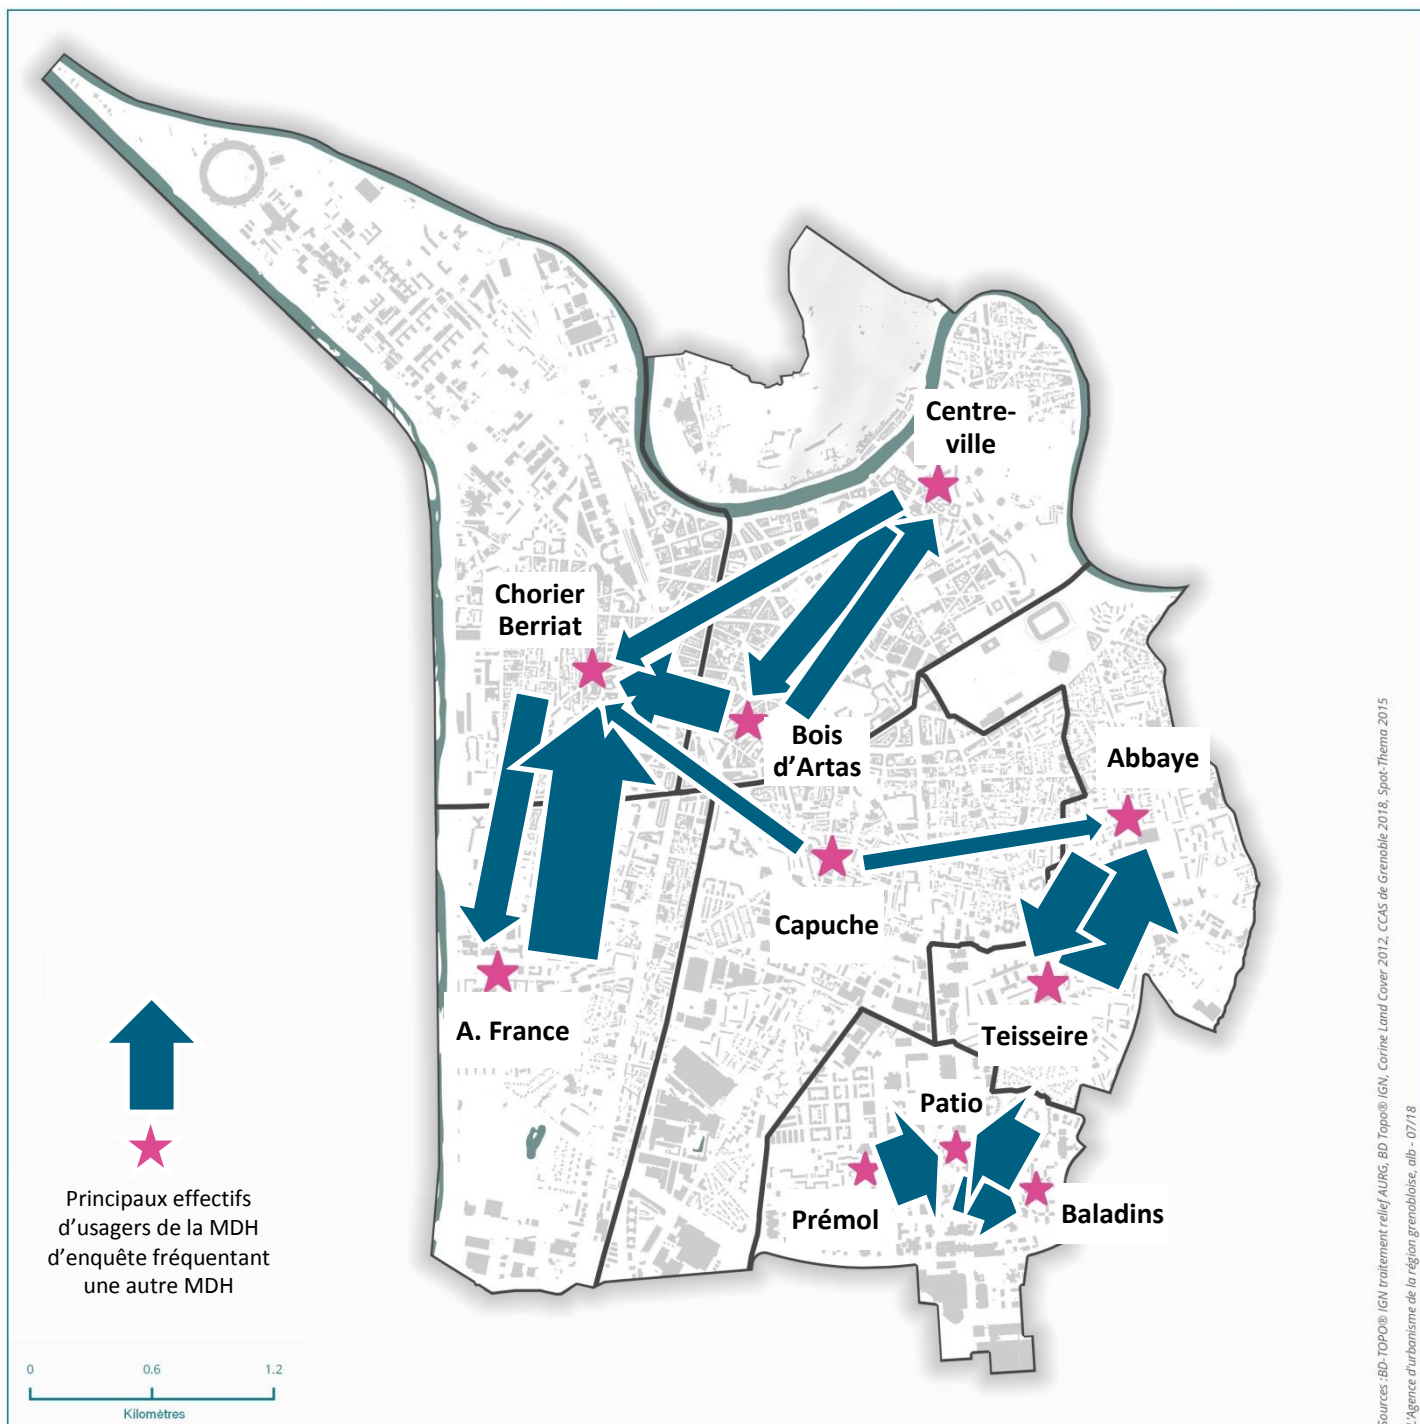 Centre-
ville
Chorier
Berriat
Bois
d’Artas
Abbaye
Capuche
A. France
Teisseire
Patio
Prémol
Baladins
Principaux effectifs
d’usagers de la MDH
d’enquête fréquentant
une autre MDH
0 0.6 1.2
Kilomètres
Sources :BD-TOPO® IGN traitement relief AURG, BD Topo® IGN, Corine Land Cover 2012, CCAS de Grenoble 2018, Spot-Thema 2015
L'Agence d'urbanisme de la région grenobloise, alb - 07/18